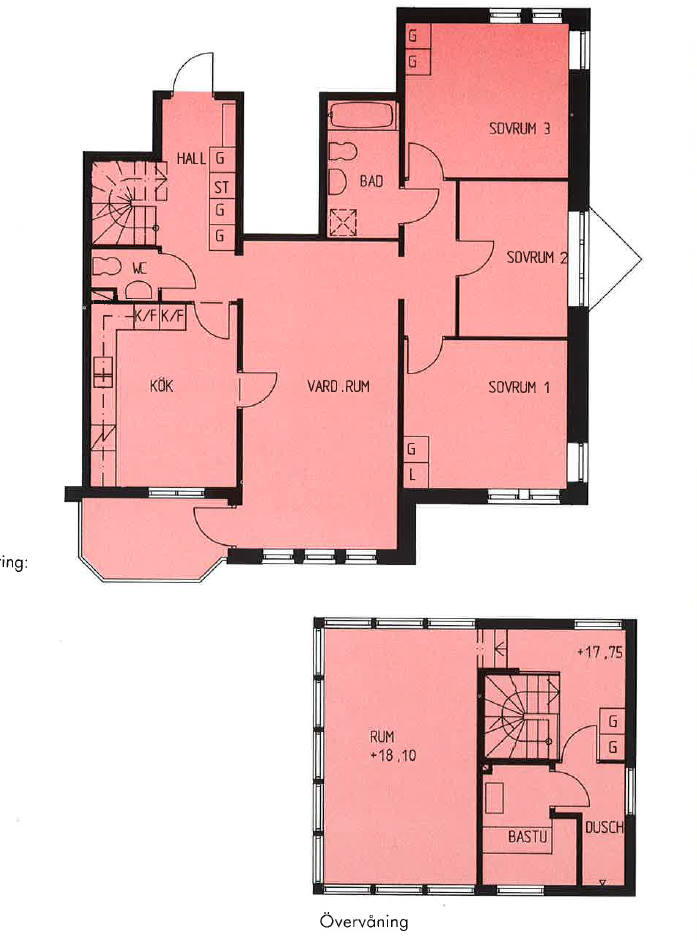 G
G
SOVRUM 3
HALL
G
ST
G
G
BAD
WC
SOVRUM 2
K/F K/F
KÖK
VARD.RUM
SOVRUM 1
G
L
ring:
+17,75
G
G
RUM
+18,10
BASTU
DUSCH
Övervåning